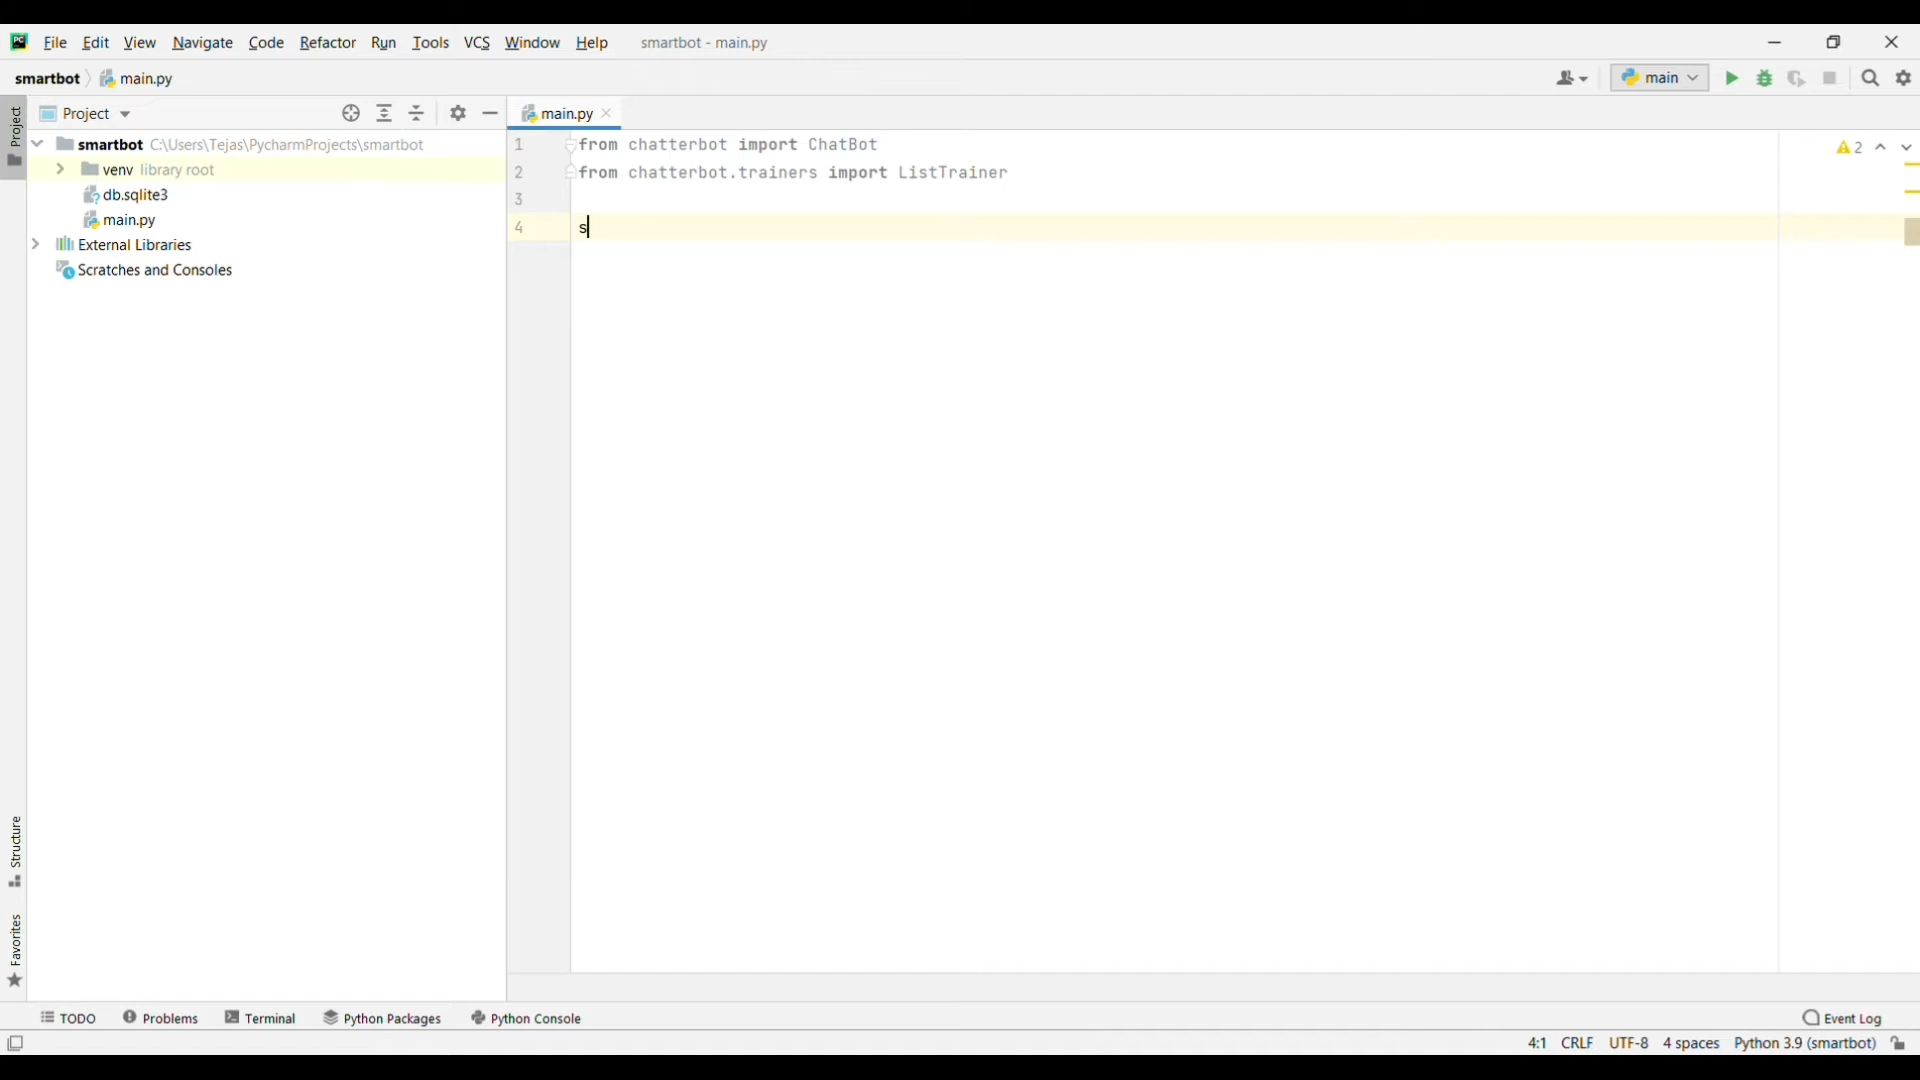 PC File Edit View Navigate Code Refactor Run Tools VCS Window Help smartbot - main.py
smartbot main.py main
Project
Project main.py
smartbot C:\Users\Tejas\PycharmProjects\smartbot
venv library root
db.sqlite3
main.py
External Libraries
Scratches and Consoles
1 from chatterbot import ChatBot
2 from chatterbot.trainers import ListTrainer
3
4 s
2
Structure
Favorites
TODO Problems Terminal Python Packages Python Console Event Log
4:1 CRLF UTF-8 4 spaces Python 3.9 (smartbot)